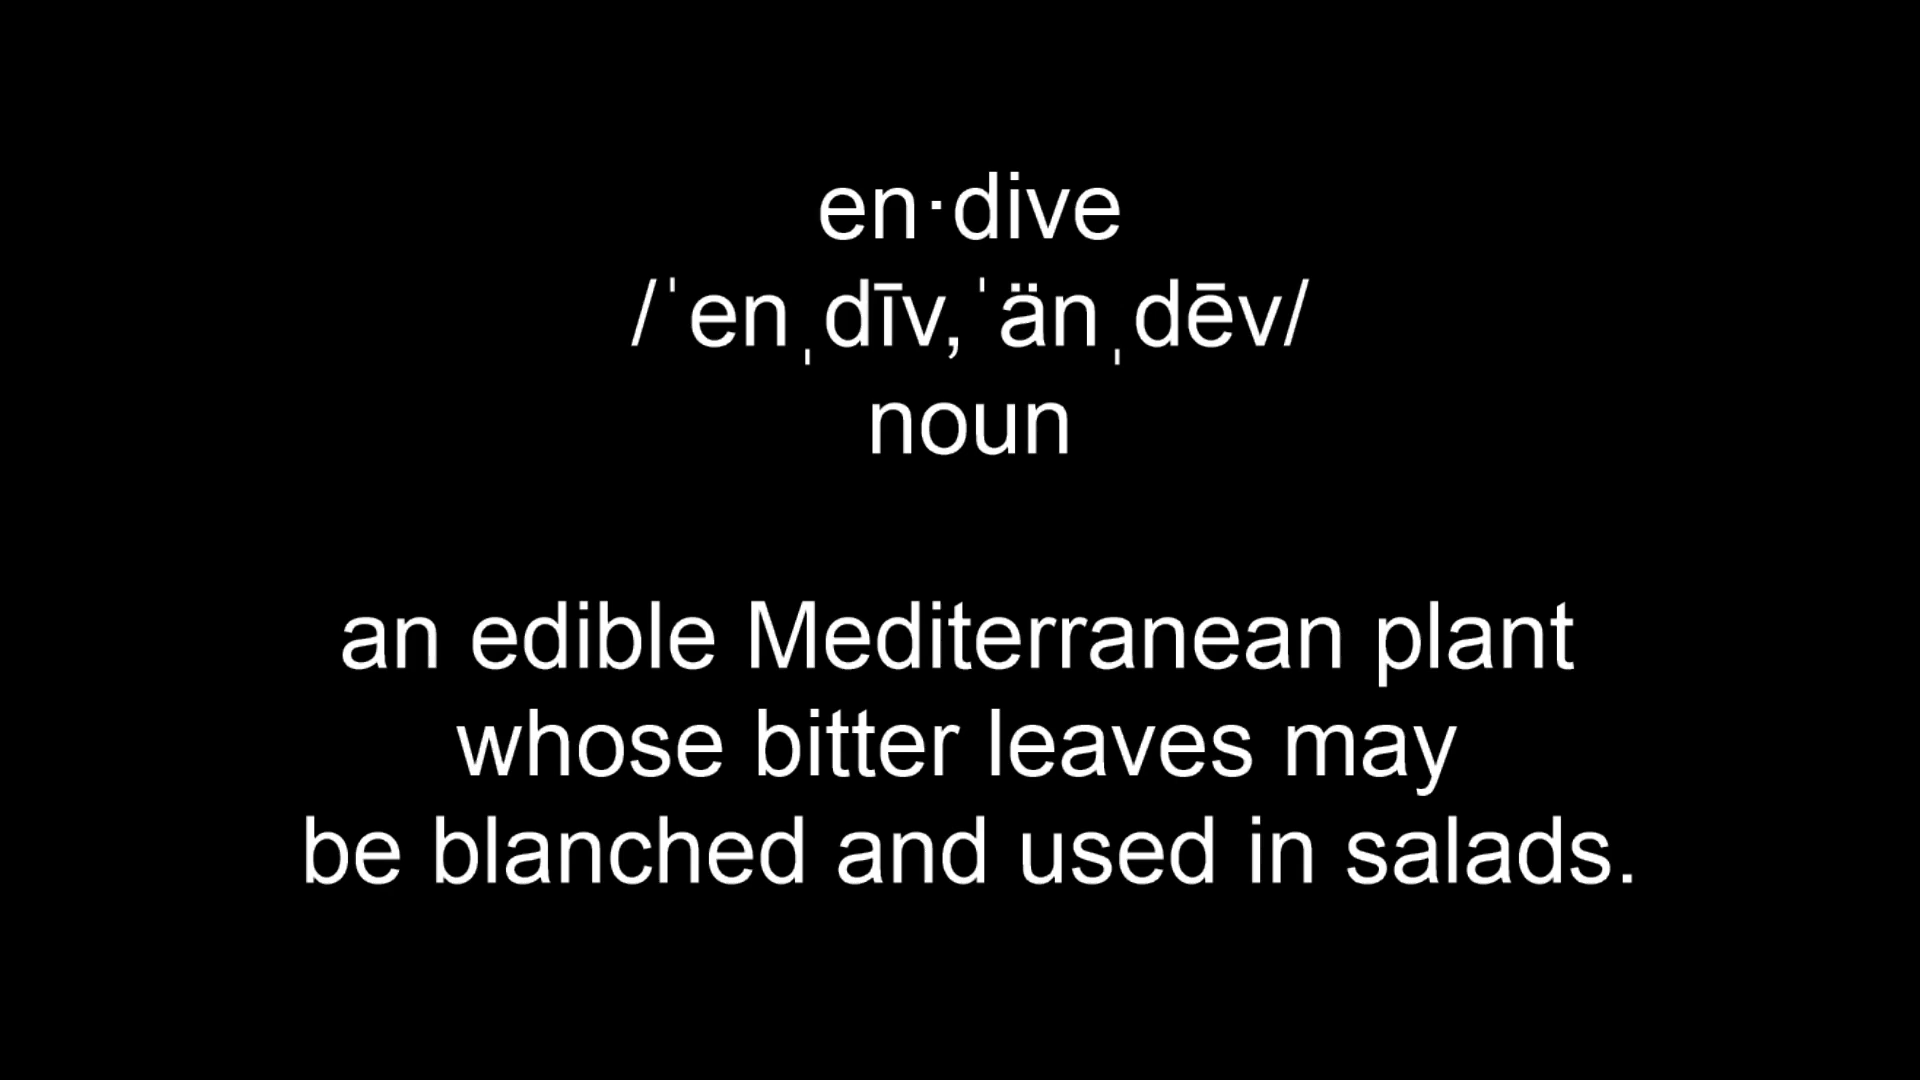 en·dive
/ˈenˌdīv,ˈänˌdēv/
noun
an edible Mediterranean plant
whose bitter leaves may
be blanched and used in salads.